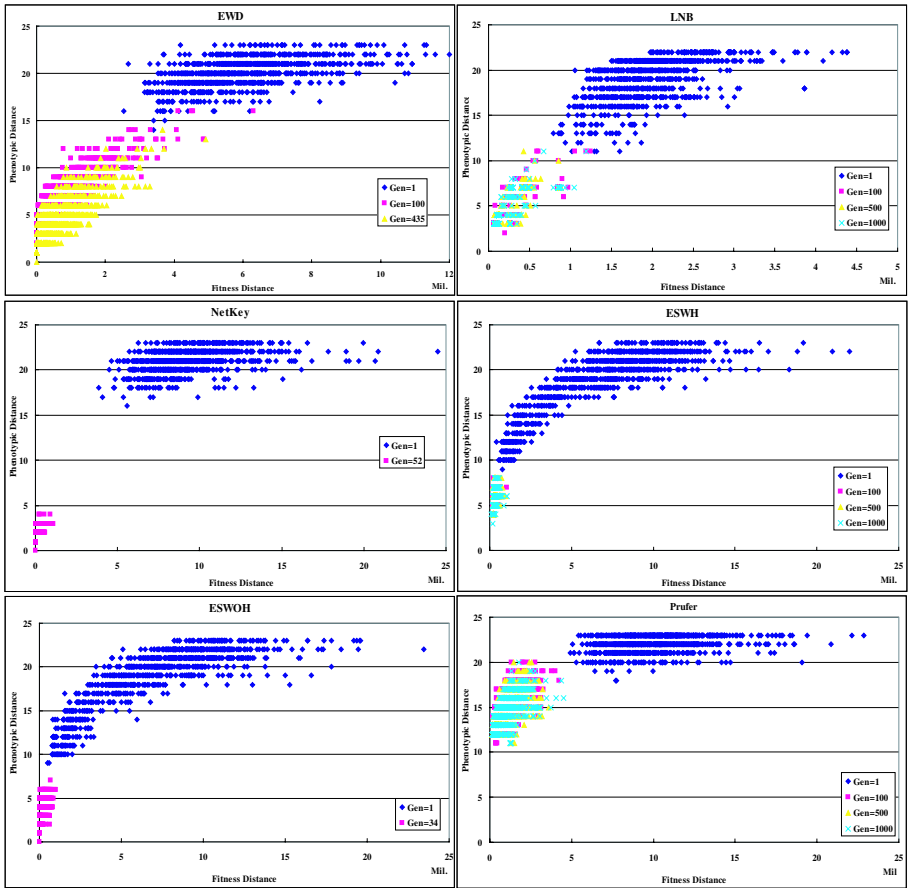 EWD
Phenotypic Distance
25
20
15
10
5
0
Gen=1
Gen=100
Gen=435
0 2 4 6 8 10 12
Fitness Distance
Mil.
LNB
Phenotypic Distance
25
20
15
10
5
0
Gen=1
Gen=100
Gen=500
Gen=1000
0 0.5 1 1.5 2 2.5 3 3.5 4 4.5 5
Fitness Distance
Mil.
NetKey
Phenotypic Distance
25
20
15
10
5
0
Gen=1
Gen=52
0 5 10 15 20 25
Fitness Distance
Mil.
ESWH
Phenotypic Distance
25
20
15
10
5
0
Gen=1
Gen=100
Gen=500
Gen=1000
0 5 10 15 20 25
Fitness Distance
Mil.
ESWOH
Phenotypic Distance
25
20
15
10
5
0
Gen=1
Gen=34
0 5 10 15 20 25
Fitness Distance
Mil.
Prufer
Phenotypic Distance
25
20
15
10
5
0
Gen=1
Gen=100
Gen=500
Gen=1000
0 5 10 15 20 25
Fitness Distance
Mil.